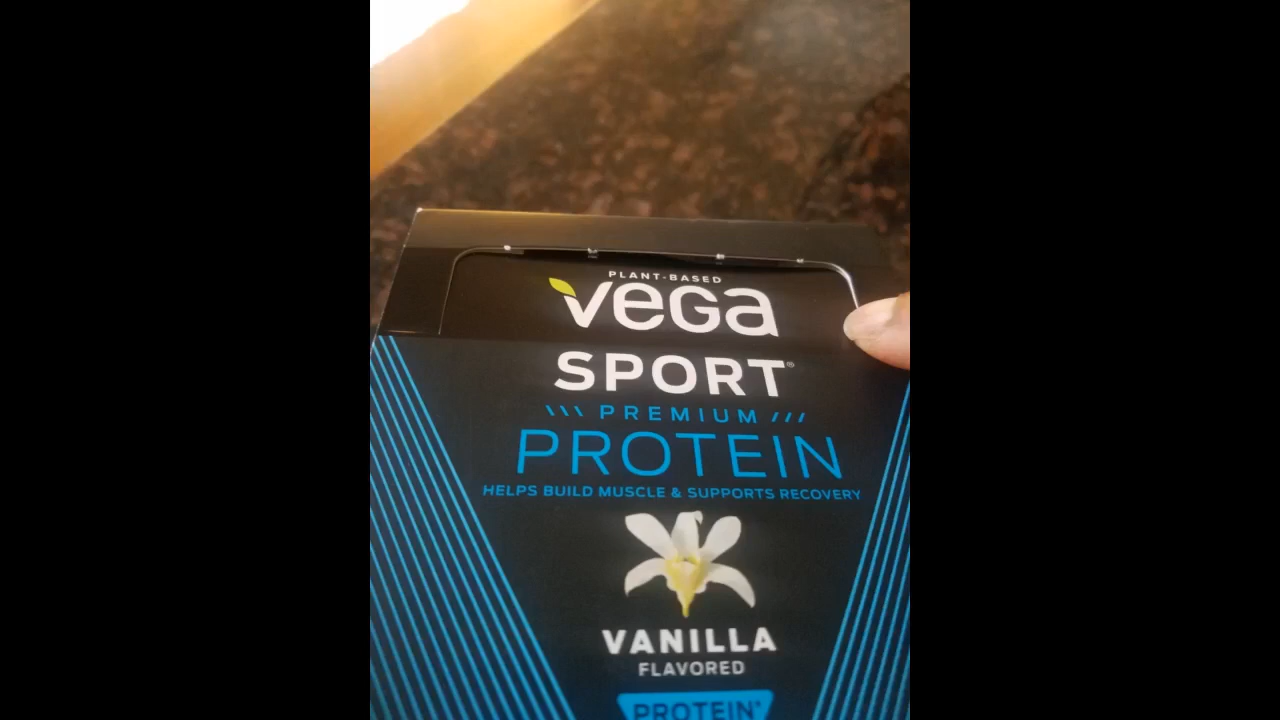 PLANT-BASED
vega
SPORT®
PREMIUM
PROTEIN
HELPS BUILD MUSCLE & SUPPORTS RECOVERY
VANILLA
FLAVORED
PROTEIN*